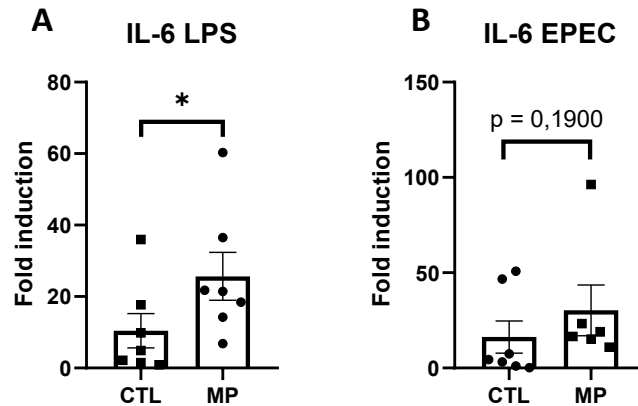 A
IL-6 LPS
Fold induction
80
60
40
20
0
*
CTL
MP
B
IL-6 EPEC
Fold induction
150
100
50
0
p = 0,1900
CTL
MP